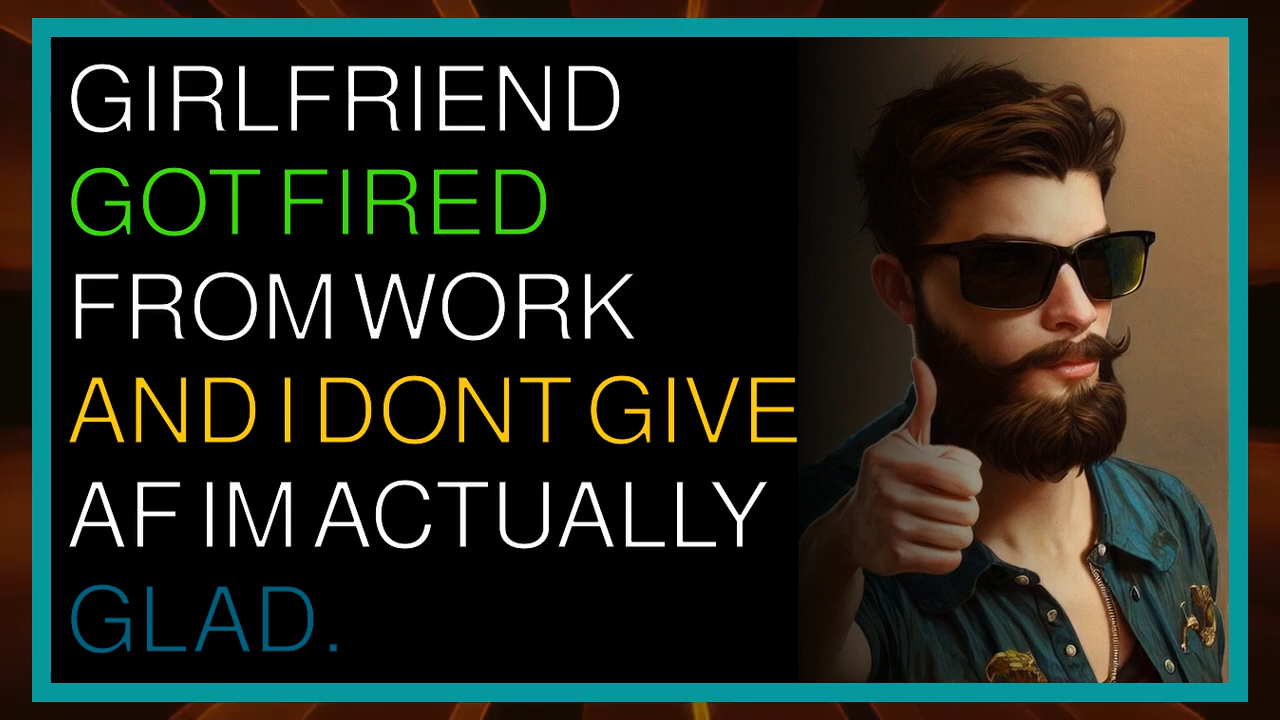 GIRLFRIEND
GOT FIRED
FROM WORK
AND I DONT GIVE
AF IM ACTUALLY
GLAD.